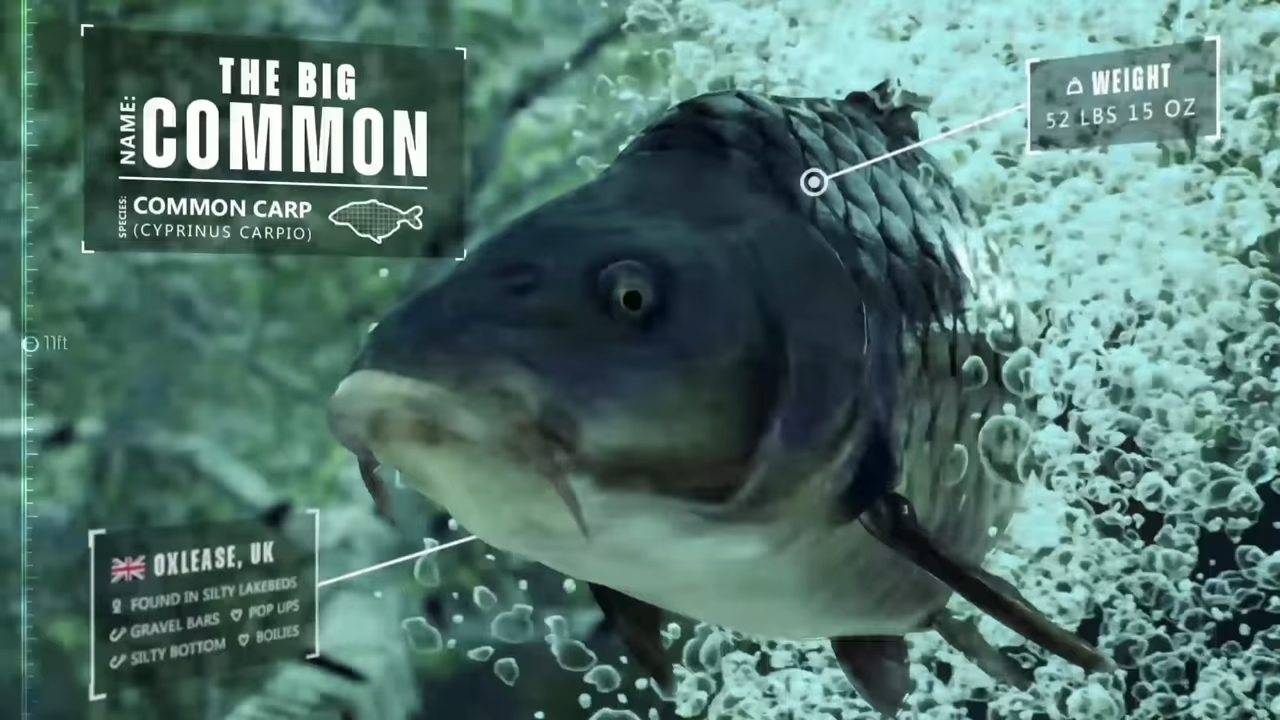 THE BIG
NAME: COMMON
SPECIES: COMMON CARP
(CYPRINUS CARPIO)
WEIGHT
52 LBS 15 OZ
11ft
OXLEASE, UK
FOUND IN SILTY LAKEBEDS
GRAVEL BARS POP UPS
SILTY BOTTOM BOILIES